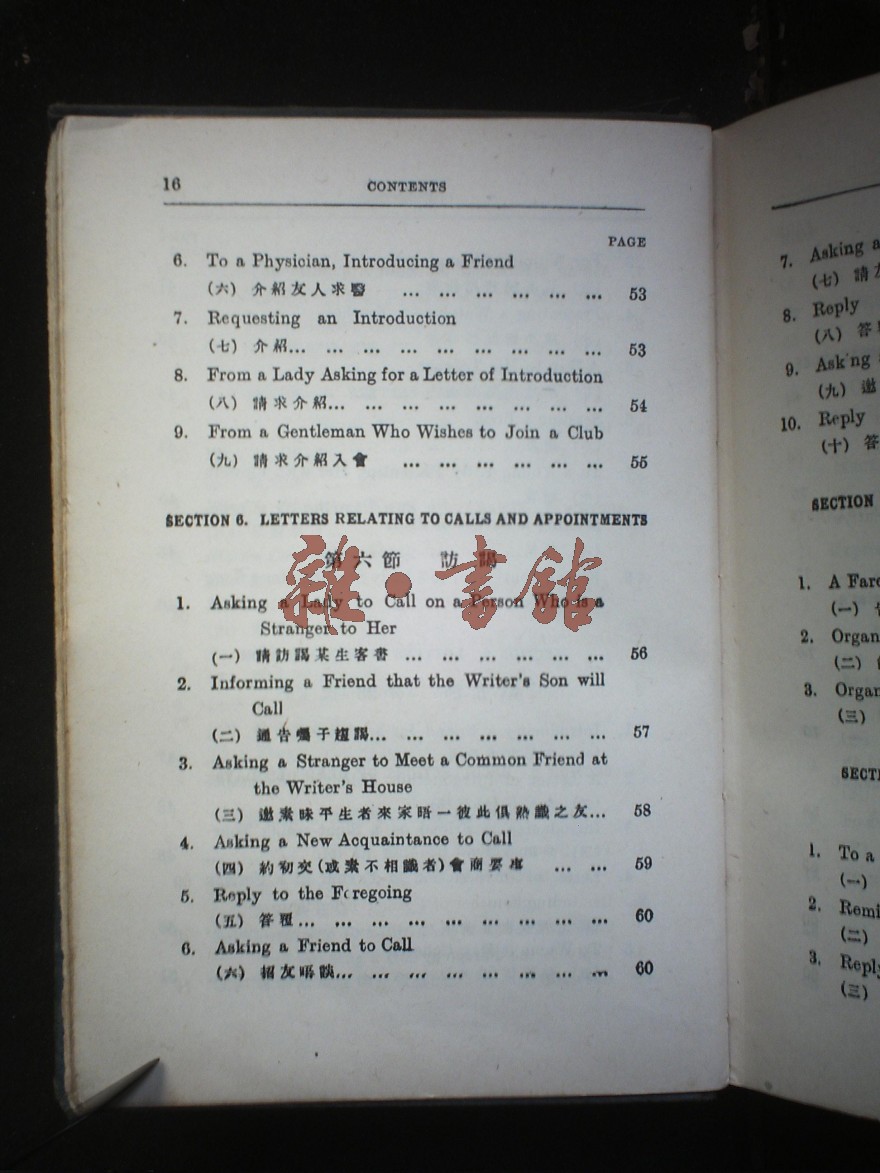 16 CONTENTS
PAGE
6. To a Physician, Introducing a Friend
(六) 介紹友人求醫 ... ... ... ... ... ... 53
7. Requesting an Introduction
(七) 介紹... ... ... ... ... ... ... ... ... 53
8. From a Lady Asking for a Letter of Introduction
(八) 請求介紹... ... ... ... ... ... ... ... 54
9. From a Gentleman Who Wishes to Join a Club
(九) 請求介紹入會 ... ... ... ... ... ... 55
SECTION 6. LETTERS RELATING TO CALLS AND APPOINTMENTS
第六節 訪謁
雜·書館
1. Asking a Lady to Call on a Person Who is a
Stranger to Her
(一) 請訪謁某生客書 ... ... ... ... ... ... 56
2. Informing a Friend that the Writer's Son will
Call
(二) 通告囑子趨謁... ... ... ... ... ... ... 57
3. Asking a Stranger to Meet a Common Friend at
the Writer's House
(三) 邀素昧平生者來家晤一彼此俱熟識之友... 58
4. Asking a New Acquaintance to Call
(四) 約初交(或素不相識者)會商要事 ... ... 59
5. Reply to the Foregoing
(五) 答覆... ... ... ... ... ... ... ... ... 60
6. Asking a Friend to Call
(六) 招友晤談... ... ... ... ... ... ... ... 60
7. Asking a
(七) 請
8. Reply
(八) 答
9. Asking
(九) 邀
10. Reply
(十) 答
SECTION
1. A
(一)
2.
(二)
3.
(三)
1. To a
(一)
2.
(二)
3.
(三)